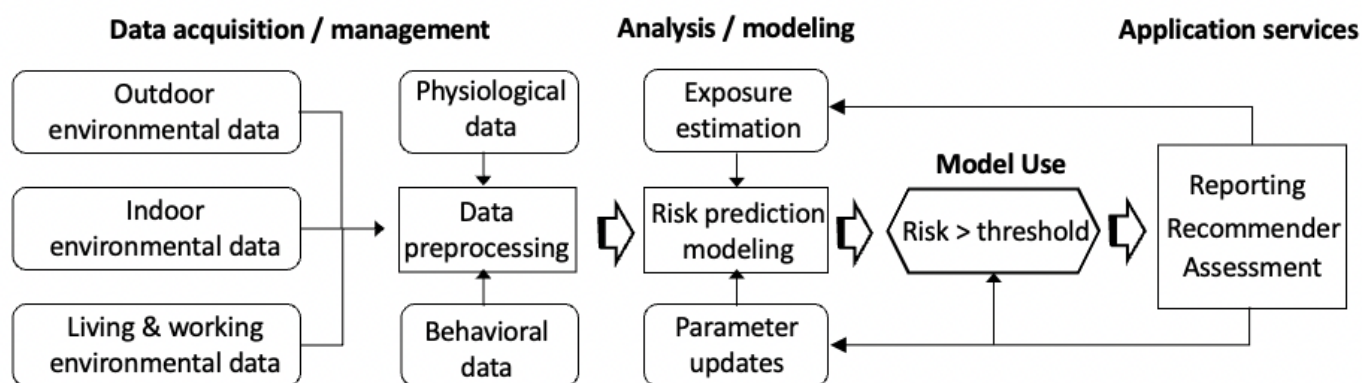 Data acquisition / management
Analysis / modeling
Application services
Outdoor
environmental data
Physiological
data
Exposure
estimation
Indoor
environmental data
Data
preprocessing
Risk prediction
modeling
Model Use
Risk > threshold
Reporting
Recommender
Assessment
Living & working
environmental data
Behavioral
data
Parameter
updates